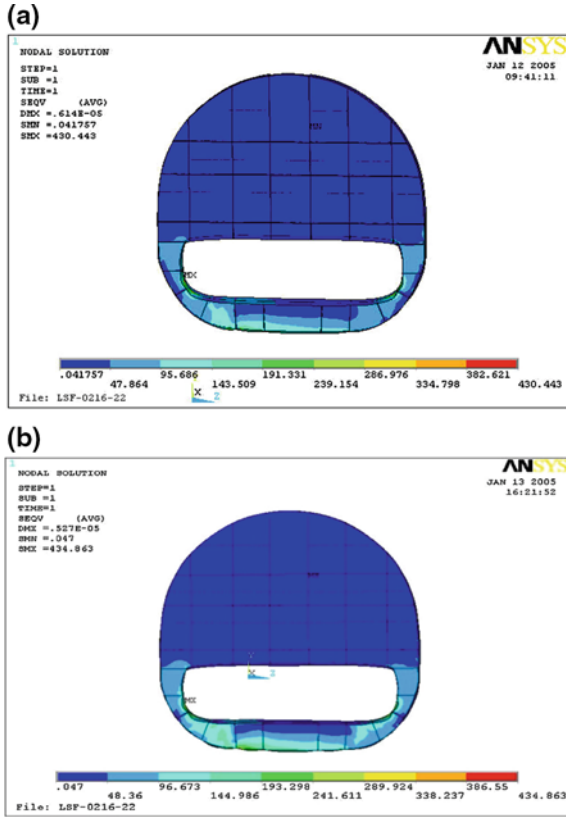 (a)
1
NODAL SOLUTION
ANSYS
STEP=1
SUB =1
TIME=1
SEQV (AVG)
DMX =.614E-05
SMN =.041757
SMX =430.443
JAN 12 2005
09:41:11
MN
MX
.041757 95.686 191.331 286.976 382.621
47.864 143.509 239.154 334.798 430.443
X
Z
File: LSF-0216-22
(b)
1
NODAL SOLUTION
ANSYS
STEP=1
SUB =1
TIME=1
SEQV (AVG)
DMX =.527E-05
SMN =.047
SMX =434.863
JAN 13 2005
16:21:52
X
Z
MX
.047 96.673 193.298 289.924 386.55
48.36 144.986 241.611 338.237 434.863
File: LSF-0216-22